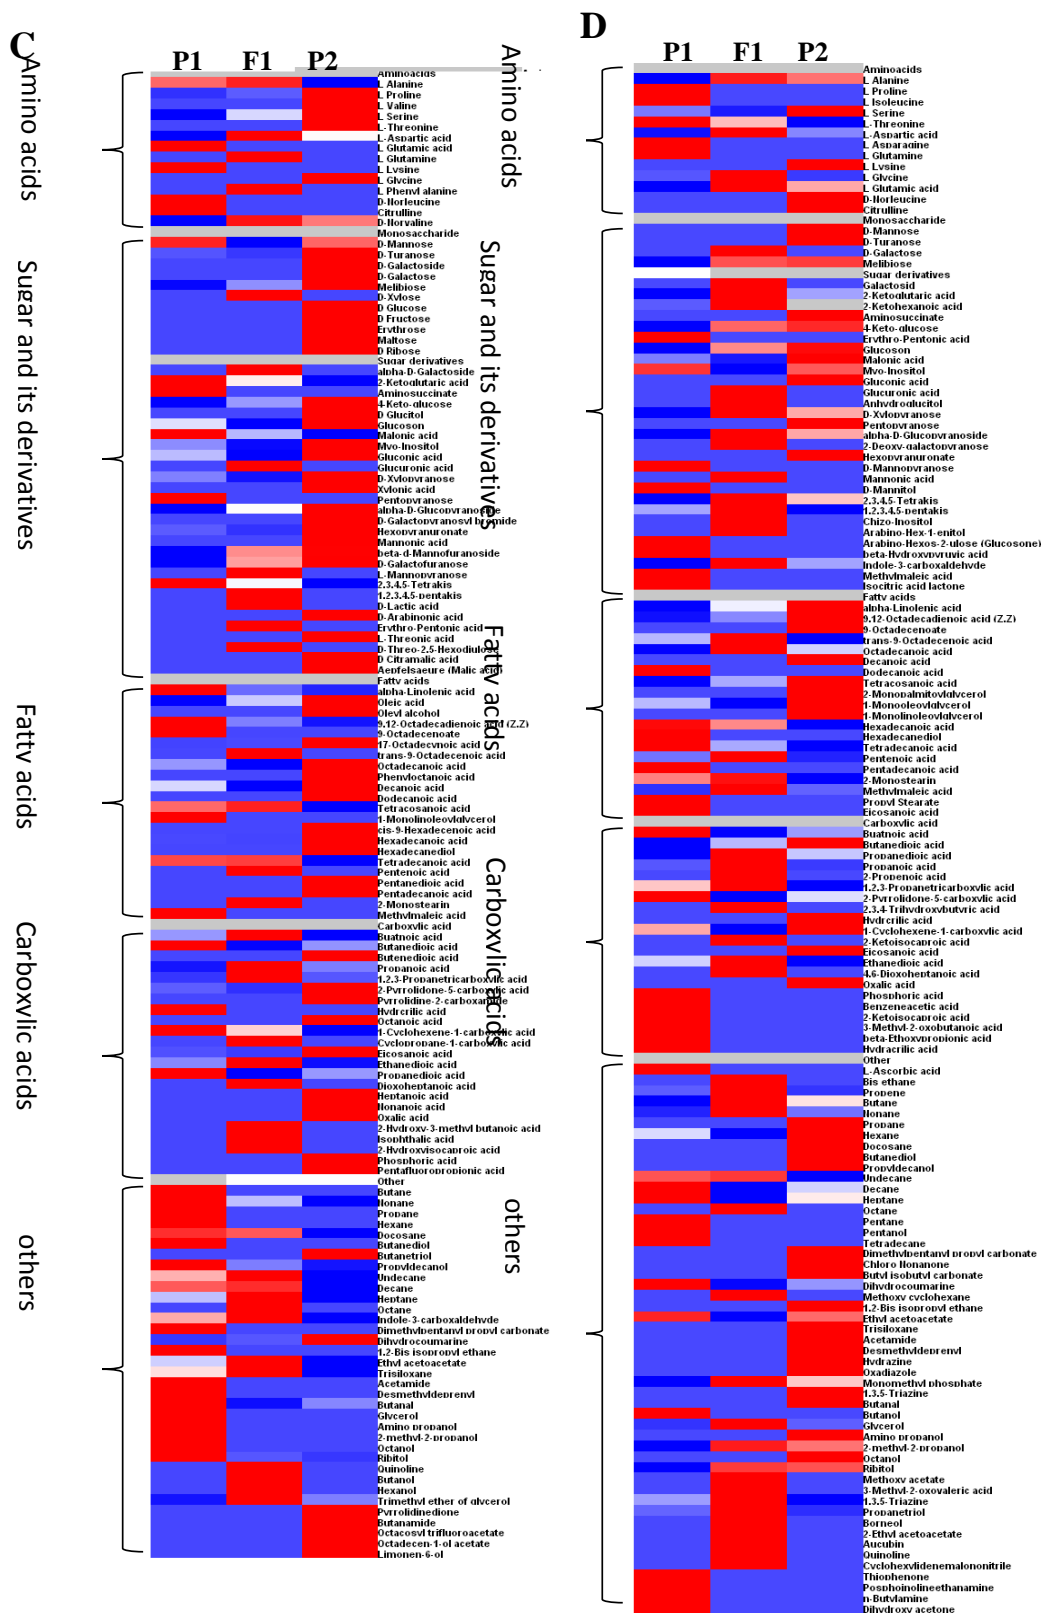 C
P1 F1 P2
Amino acids
Sugar and its derivatives
Fatty acids
Carboxylic acids
others
Aminoacids
L Alanine
L Proline
L Valine
L Serine
L-Threonine
L-Aspartic acid
L Glutamic acid
L Glutamine
L Lysine
L Glycine
L Phenyl alanine
D-Norleucine
Citrulline
D-Norvaline
Monosaccharide
D-Mannose
D-Turanose
D-Galactoside
D-Galactose
Melibiose
D-Xylose
D Glucose
D Fructose
Erythrose
Maltose
D Ribose
Sugar derivatives
alpha-D-Galactoside
2-Ketoglutaric acid
Aminosuccinate
4-Keto-glucose
D Glucitol
Glucoson
Malonic acid
Myo-Inositol
Gluconic acid
Glucuronic acid
D-Xylopyranose
Xylonic acid
Pentopyranose
alpha-D-Glucopyranoside
D-Galactopyranosyl bromide
Hexopyranuronate
Mannonic acid
beta-d-Mannofuranoside
D-Galactofuranose
L-Mannopyranose
2,3,4,5-Tetrakis
1,2,3,4,5-pentakis
D-Lactic acid
D-Arabinonic acid
Erythro-Pentonic acid
L-Threonic acid
D-Threo-2,5-Hexodiulose
D Citramalic acid
Aepfelsaeure (Malic acid)
Fatty acids
alpha-Linolenic acid
Oleic acid
Oleyl alcohol
9,12-Octadecadienoic acid (Z,Z)
9-Octadecenoate
17-Octadecynoic acid
trans-9-Octadecenoic acid
Octadecanoic acid
Phenyloctanoic acid
Decanoic acid
Dodecanoic acid
Tetracosanoic acid
1-Monolinoleoylglycerol
cis-9-Hexadecenoic acid
Hexadecanoic acid
Hexadecanediol
Tetradecanoic acid
Pentenoic acid
Pentanedioic acid
Pentadecanoic acid
2-Monostearin
Methylmaleic acid
Carboxylic acid
Buatnoic acid
Butanedioic acid
Butenedioic acid
Propanoic acid
1,2,3-Propanetricarboxylic acid
2-Pyrrolidone-5-carboxylic acid
Pyrrolidine-2-carboxamide
Hydcrilic acid
Octanoic acid
1-Cyclohexene-1-carboxylic acid
Cyclopropane-1-carboxylic acid
Eicosanoic acid
Ethanedioic acid
Propanedioic acid
Dioxoheptanoic acid
Heptanoic acid
Nonanoic acid
Oxalic acid
2-Hydroxy-3-methyl butanoic acid
Isophthalic acid
2-Hydroxyisocaproic acid
Phosphoric acid
Pentafluoropropionic acid
Other
Butane
Nonane
Propane
Hexane
Docosane
Butanediol
Butanetriol
Propyldecanol
Undecane
Decane
Heptane
Octane
Indole-3-carboxaldehyde
Dimethylpentanyl propyl carbonate
Dihydrocoumarine
1,2-Bis isopropyl ethane
Ethyl acetoacetate
Trisiloxane
Acetamide
Desmethyldeprenyl
Butanal
Glycerol
Amino propanol
2-methyl-2-propanol
Octanol
Ribitol
Quinoline
Butanol
Hexanol
Trimethyl ether of glycerol
Pyrrolidinedione
Butanamide
Octacosyl trifluoroacetate
Octadecen-1-ol acetate
Limonen-6-ol
D
P1 F1 P2
Amino acids
Sugar and its derivatives
Fatty acids
Carboxylic acids
others
Aminoacids
L Alanine
L Proline
L Isoleucine
L Serine
L-Threonine
L-Aspartic acid
L Asparagine
L Glutamine
L Lysine
L Glycine
L Glutamic acid
D-Norleucine
Citrulline
Monosaccharide
D-Mannose
D-Turanose
D-Galactose
Melibiose
Sugar derivatives
Galactosid
2-Ketoglutaric acid
2-Ketohexanoic acid
Aminosuccinate
4-Keto-glucose
Erythro-Pentonic acid
Glucoson
Malonic acid
Myo-Inositol
Gluconic acid
Glucuronic acid
Anhydroglucitol
D-Xylopyranose
Pentopyranose
alpha-D-Glucopyranoside
2-Deoxy-galactopyranose
Hexopyranuronate
D-Mannopyranose
Mannonic acid
D-Mannitol
2,3,4,5-Tetrakis
1,2,3,4,5-pentakis
Chizo-Inositol
Arabino-Hex-1-enitol
Arabino-Hexos-2-ulose (Glucosone)
beta-Hydroxypyruvic acid
Indole-3-carboxaldehyde
Methylmaleic acid
Isocitric acid lactone
Fatty acids
alpha-Linolenic acid
9,12-Octadecadienoic acid (Z,Z)
9-Octadecenoate
trans-9-Octadecenoic acid
Octadecanoic acid
Decanoic acid
Dodecanoic acid
Tetracosanoic acid
2-Monopalmitoylglycerol
1-Monooleoylglycerol
1-Monolinoleoylglycerol
Hexadecanoic acid
Hexadecanediol
Tetradecanoic acid
Pentenoic acid
Pentadecanoic acid
2-Monostearin
Methylmaleic acid
Propyl Stearate
Eicosanoic acid
Carboxylic acid
Buatnoic acid
Butanedioic acid
Propanedioic acid
Propanoic acid
2-Propenoic acid
1,2,3-Propanetricarboxylic acid
2-Pyrrolidone-5-carboxylic acid
2,3,4-Trihydroxybutyric acid
Hydcrilic acid
1-Cyclohexene-1-carboxylic acid
2-Ketoisocaproic acid
Eicosanoic acid
Ethanedioic acid
4,6-Dioxoheptanoic acid
Oxalic acid
Phosphoric acid
Benzeneacetic acid
2-Ketoisocaproic acid
3-Methyl-2-oxobutanoic acid
beta-Ethoxypropionic acid
Hydracrilic acid
Other
L-Ascorbic acid
Bis ethane
Propene
Butane
Nonane
Propane
Hexane
Docosane
Butanediol
Propyldecanol
Undecane
Decane
Heptane
Octane
Pentane
Pentanol
Tetradecane
Dimethylpentanyl propyl carbonate
Chloro Nonanone
Butyl isobutyl carbonate
Dihydrocoumarine
Methoxy cyclohexane
1,2-Bis isopropyl ethane
Ethyl acetoacetate
Trisiloxane
Acetamide
Desmethyldeprenyl
Hydrazine
Oxadiazole
Monomethyl phosphate
1,3,5-Triazine
Butanal
Butanol
Glycerol
Amino propanol
2-methyl-2-propanol
Octanol
Ribitol
Methoxy acetate
3-Methyl-2-oxovaleric acid
1,3,5-Triazine
Propanetriol
Borneol
2-Ethyl acetoacetate
Aucubin
Quinoline
Cyclohexylidenemalononitrile
Thiophenone
Posphoinolineethanamine
n-Butylamine
Dihydroxy acetone